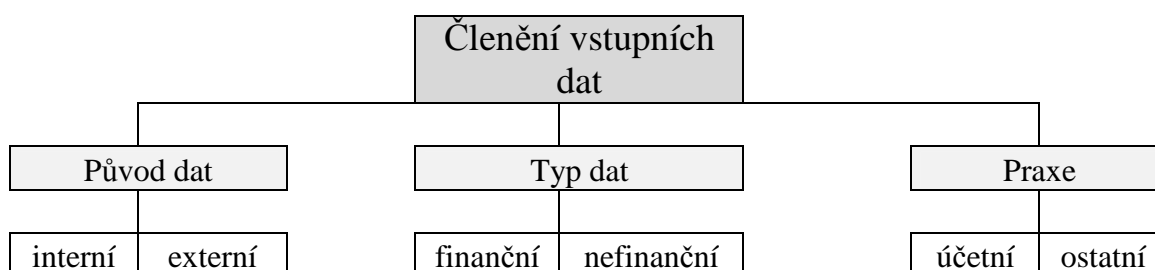 Členění vstupních
dat
Původ dat
Typ dat
Praxe
interní externí
finanční nefinanční
účetní ostatní